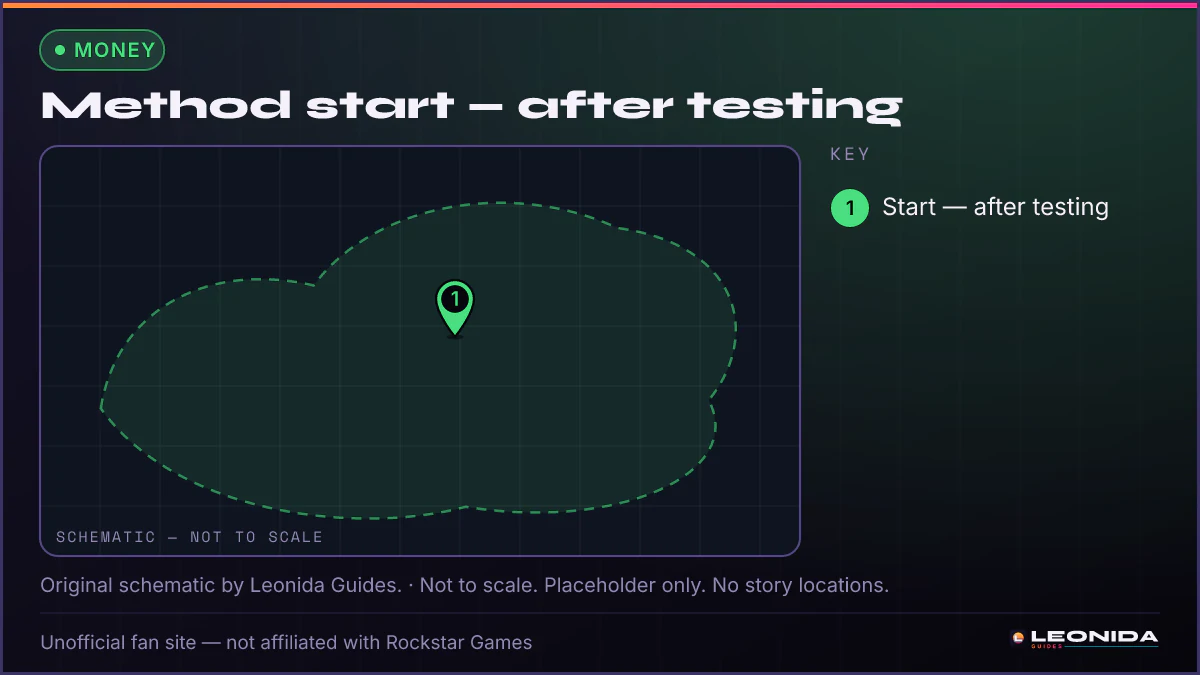 MONEY
Method start — after testing
KEY
1 Start — after testing
1
SCHEMATIC — NOT TO SCALE
Original schematic by Leonida Guides. · Not to scale. Placeholder only. No story locations.
Unofficial fan site — not affiliated with Rockstar Games
LEONIDA
GUIDES